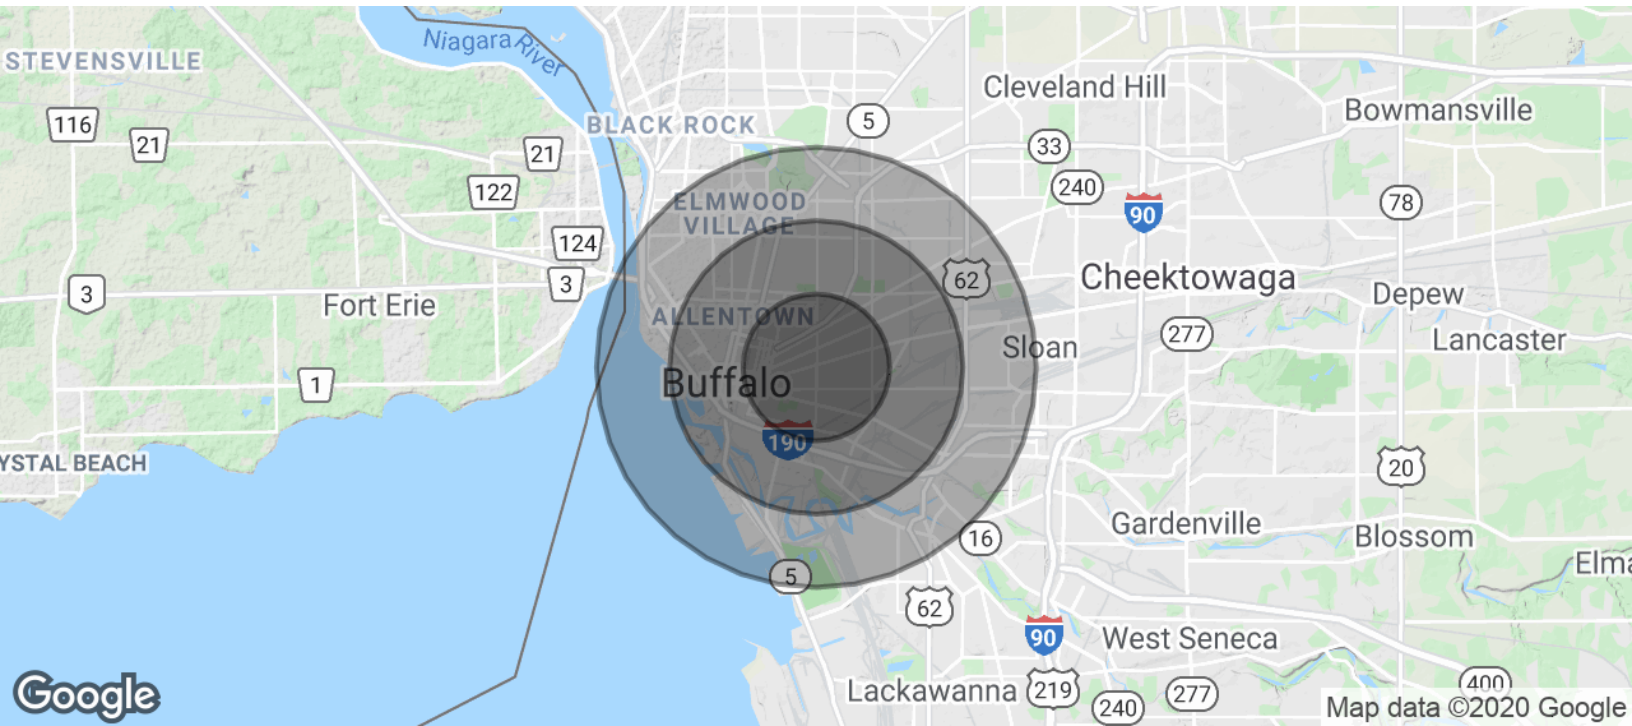 Niagara River
STEVENSVILLE
Cleveland Hill
Bowmansville
116
21
BLACK ROCK
5
33
21
122
240
78
ELMWOOD
VILLAGE
90
124
62
Cheektowaga
3
3
Fort Erie
Depew
ALLENTOWN
277
Sloan
Lancaster
1
Buffalo
190
YSTAL BEACH
20
16
Gardenville
Blossom
Elma
5
62
90
West Seneca
Lackawanna
219
277
400
240
Google
Map data ©2020 Google